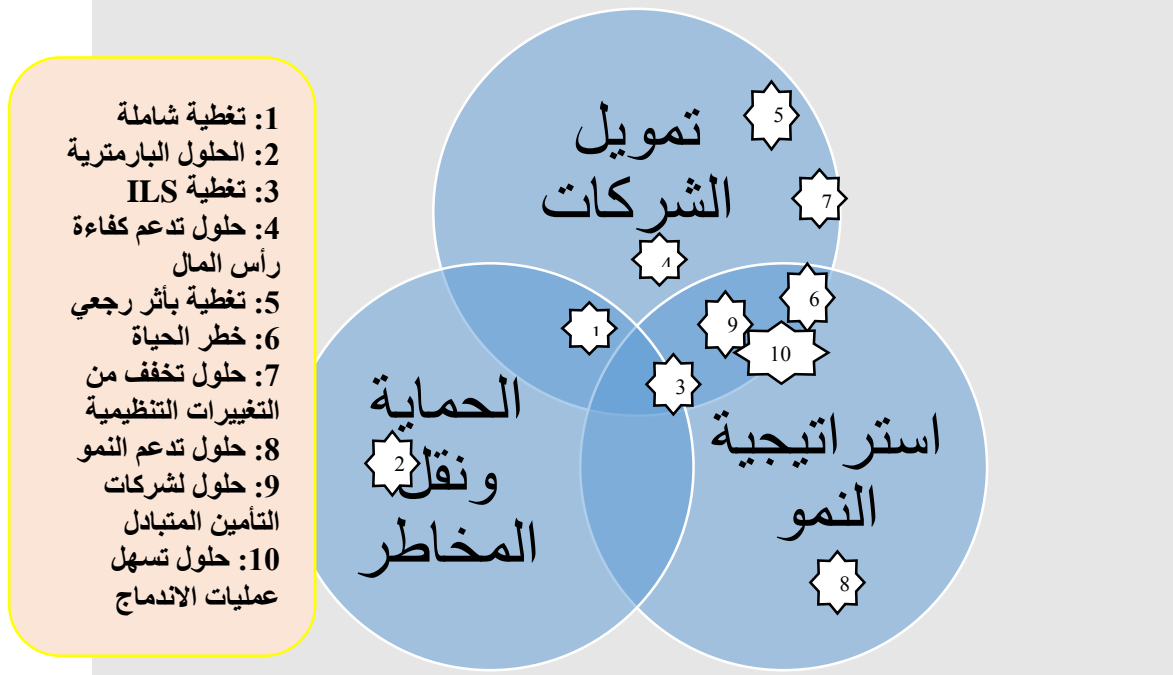 1: تغطية شاملة
2: الحلول البارمترية
3: تغطية ILS
4: حلول تدعم كفاءة
رأس المال
5: تغطية بأثر رجعي
6: خطر الحياة
7: حلول تخفف من
التغييرات التنظيمية
8: حلول تدعم النمو
9: حلول لشركات
التأمين المتبادل
10: حلول تسهل
عمليات الاندماج
تمويل
الشركات
5
7
4
1
9
6
10
3
الحماية
ونقل
المخاطر
2
استراتيجية
النمو
8